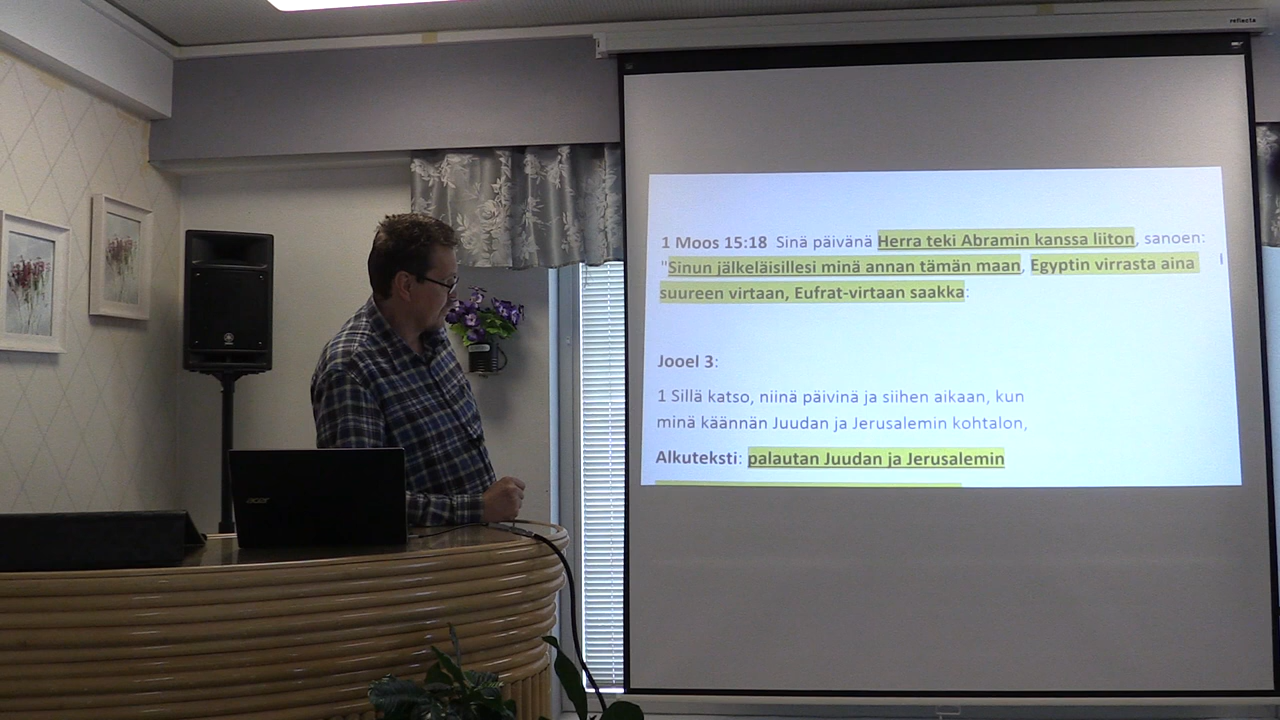 reflecta
1 Moos 15:18 Sinä päivänä Herra teki Abramin kanssa liiton, sanoen:
"Sinun jälkeläisillesi minä annan tämän maan, Egyptin virrasta aina
suureen virtaan, Eufrat-virtaan saakka:
Jooel 3:
1 Sillä katso, niinä päivinä ja siihen aikaan, kun
minä käännän Juudan ja Jerusalemin kohtalon,
Alkuteksti: palautan Juudan ja Jerusalemin
acer